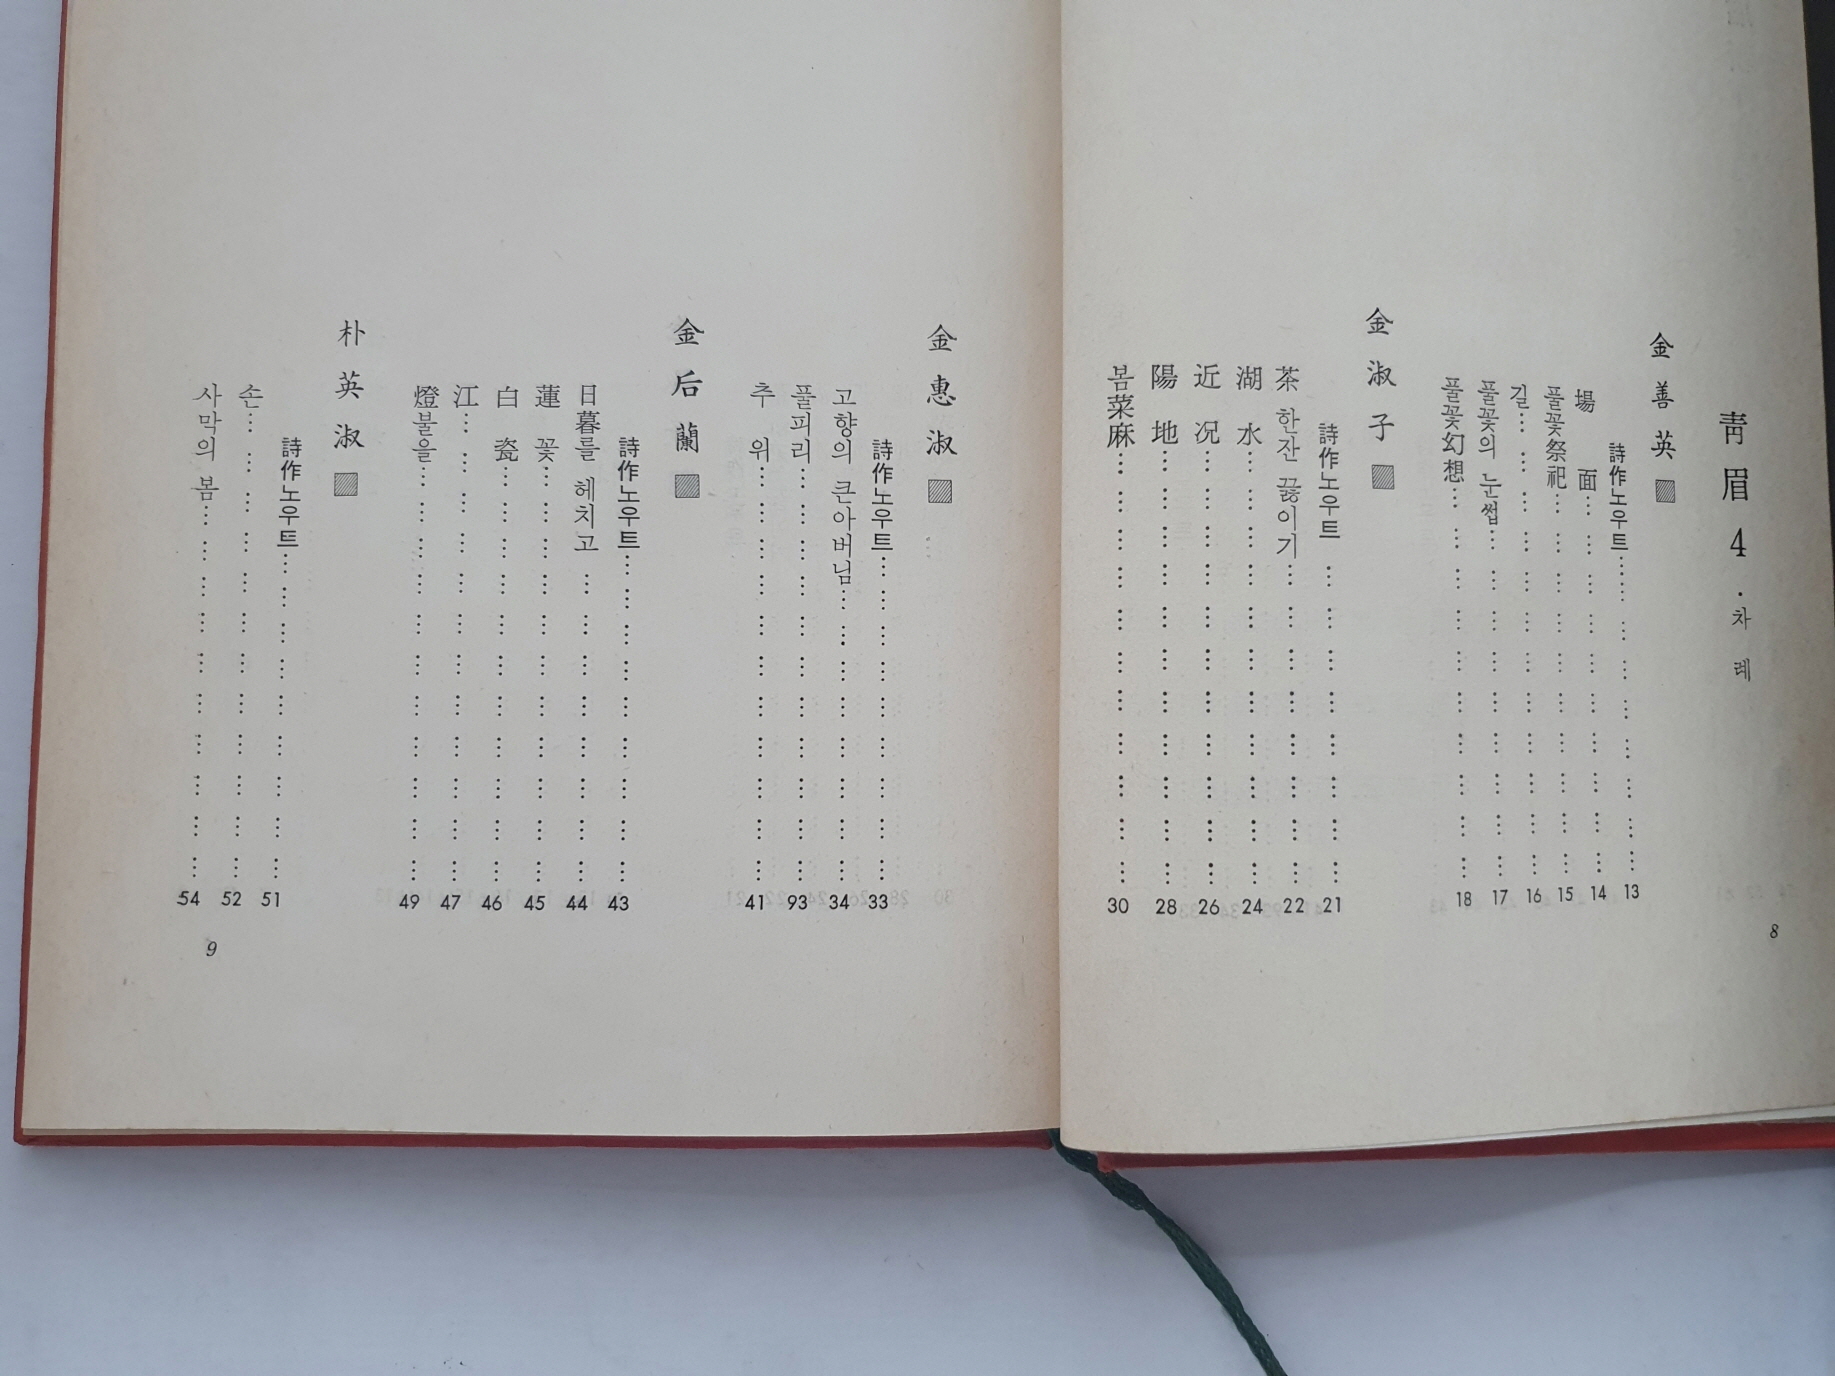 靑眉 4 · 차례
金善英 ▨
詩作노우트 …… 13
場面 …… 14
풀꽃祭祀 …… 15
길 …… 16
풀꽃의 눈썹 …… 17
풀꽃幻想 …… 18
金淑子 ▨
詩作노우트 …… 21
茶 한잔 끓이기 …… 22
湖水 …… 24
近况 …… 26
陽地 …… 28
봄菜麻 …… 30
8
金惠淑 ▨
詩作노우트 …… 33
고향의 큰아버님 …… 34
풀피리 …… 93
추위 …… 41
金后蘭 ▨
詩作노우트 …… 43
日暮를 헤치고 …… 44
蓮꽃 …… 45
白瓷 …… 46
江 …… 47
燈불을 …… 49
朴英淑 ▨
詩作노우트 …… 51
손 …… 52
사막의 봄 …… 54
9